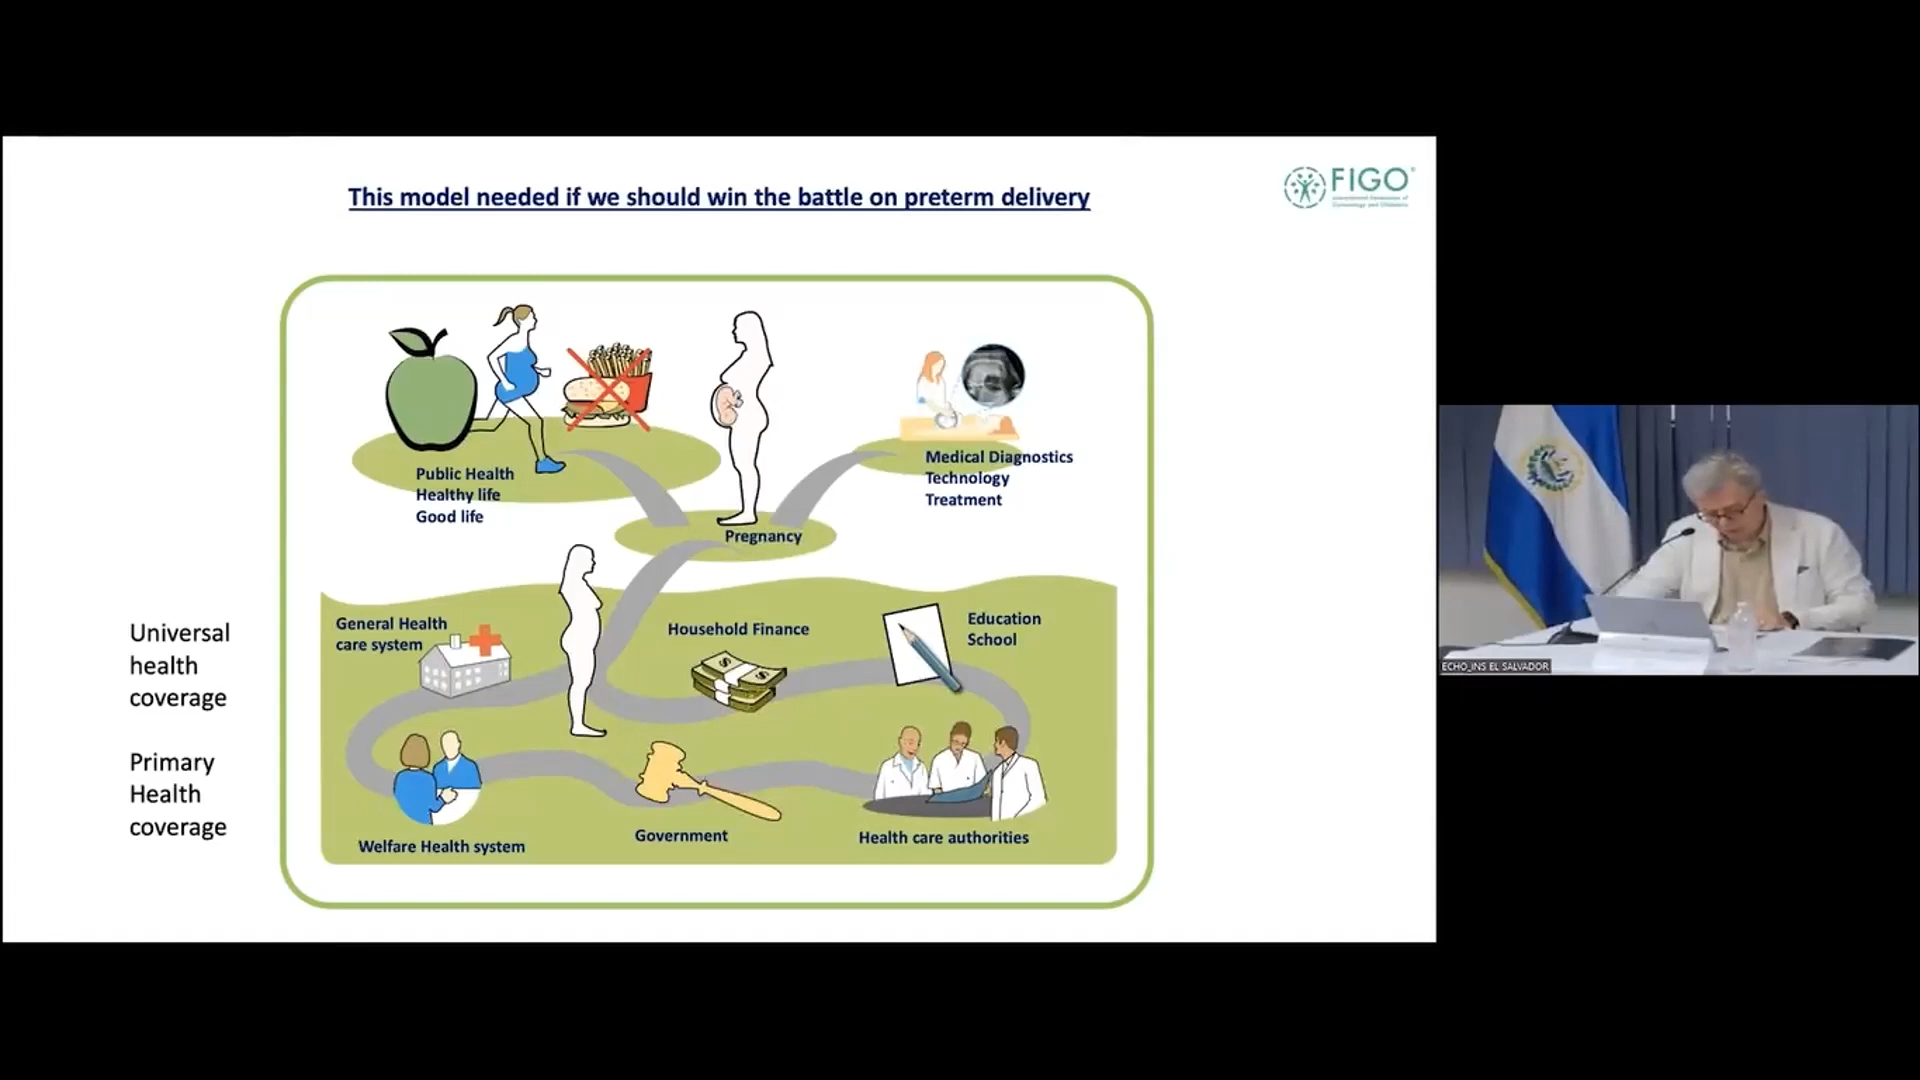 This model needed if we should win the battle on preterm delivery
FIGO
Public Health
Healthy life
Good life
Medical Diagnostics
Technology
Treatment
Pregnancy
General Health
care system
Household Finance
Education
School
Universal
health
coverage
Primary
Health
coverage
Welfare Health system
Government
Health care authorities
ECHO_INS EL SALVADOR